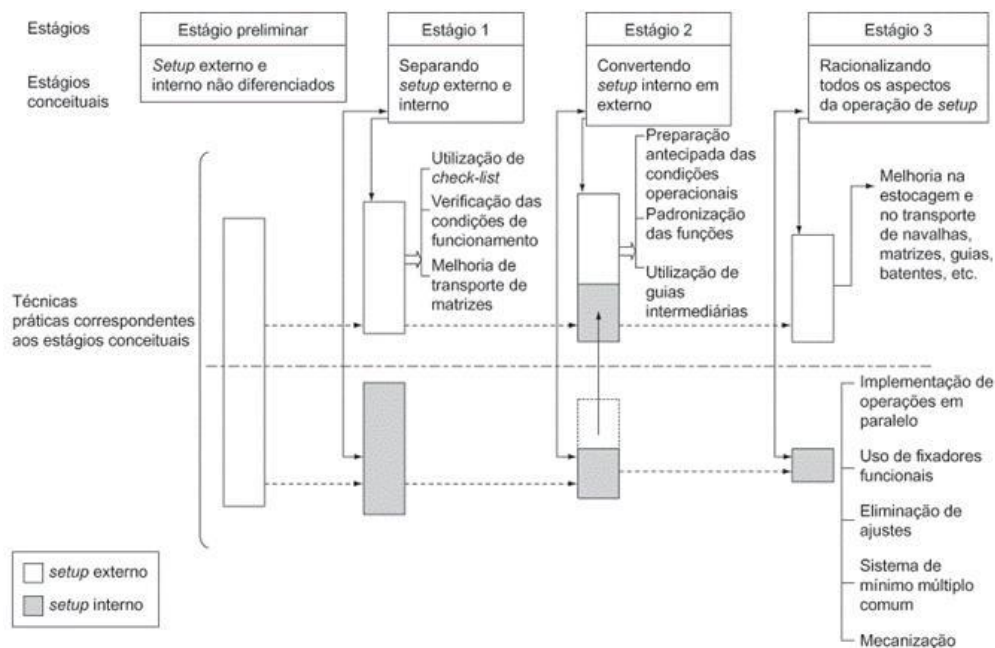 Estágios
Estágio preliminar
Estágio 1
Estágio 2
Estágio 3
Estágios
conceituais
Setup externo e
interno não diferenciados
Separando
setup externo e
interno
Convertendo
setup interno em
externo
Racionalizando
todos os aspectos
da operação de setup
Técnicas
práticas correspondentes
aos estágios conceituais
Utilização de
check-list
Verificação das
condições de
funcionamento
Melhoria de
transporte de
matrizes
Preparação
antecipada das
condições
operacionais
Padronização
das funções
Utilização de
guias
intermediárias
Melhoria na
estocagem e
no transporte
de navalhas,
matrizes, guias,
batentes, etc.
Implementação de
operações em
paralelo
Uso de fixadores
funcionais
Eliminação de
ajustes
Sistema de
mínimo múltiplo
comum
Mecanização
setup externo
setup interno